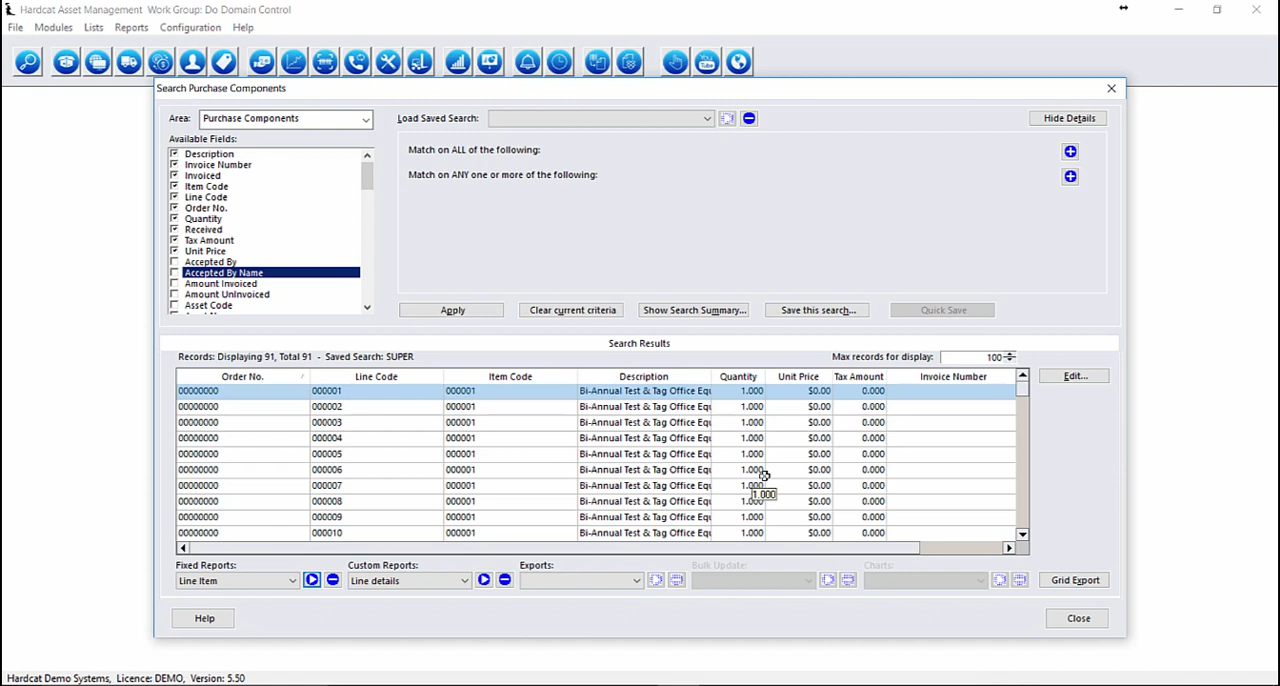 Hardcat Asset Management Work Group: Do Domain Control
File Modules Lists Reports Configuration Help
You Tube
Search Purchase Components
Area: Purchase Components Load Saved Search: Hide Details
Available Fields:
Description
Invoice Number
Invoiced
Item Code
Line Code
Order No.
Quantity
Received
Tax Amount
Unit Price
Accepted By
Accepted By Name
Amount Invoiced
Amount UnInvoiced
Asset Code
Match on ALL of the following:
Match on ANY one or more of the following:
Apply Clear current criteria Show Search Summary... Save this search... Quick Save
Search Results
Records: Displaying 91, Total 91 - Saved Search: SUPER Max records for display: 100
Order No. Line Code Item Code Description Quantity Unit Price Tax Amount Invoice Number Edit...
00000000 000001 000001 Bi-Annual Test & Tag Office Equ 1.000 $0.00 0.000
00000000 000002 000001 Bi-Annual Test & Tag Office Equ 1.000 $0.00 0.000
00000000 000003 000001 Bi-Annual Test & Tag Office Equ 1.000 $0.00 0.000
00000000 000004 000001 Bi-Annual Test & Tag Office Equ 1.000 $0.00 0.000
00000000 000005 000001 Bi-Annual Test & Tag Office Equ 1.000 $0.00 0.000
00000000 000006 000001 Bi-Annual Test & Tag Office Equ 1.000 $0.00 0.000
00000000 000007 000001 Bi-Annual Test & Tag Office Equ 1.000 $0.00 0.000
1.000
00000000 000008 000001 Bi-Annual Test & Tag Office Equ 1.000 $0.00 0.000
00000000 000009 000001 Bi-Annual Test & Tag Office Equ 1.000 $0.00 0.000
00000000 000010 000001 Bi-Annual Test & Tag Office Equ 1.000 $0.00 0.000
Fixed Reports: Custom Reports: Exports: Bulk Update: Charts:
Line Item Line details Grid Export
Help Close
Hardcat Demo Systems, Licence: DEMO, Version: 5.50